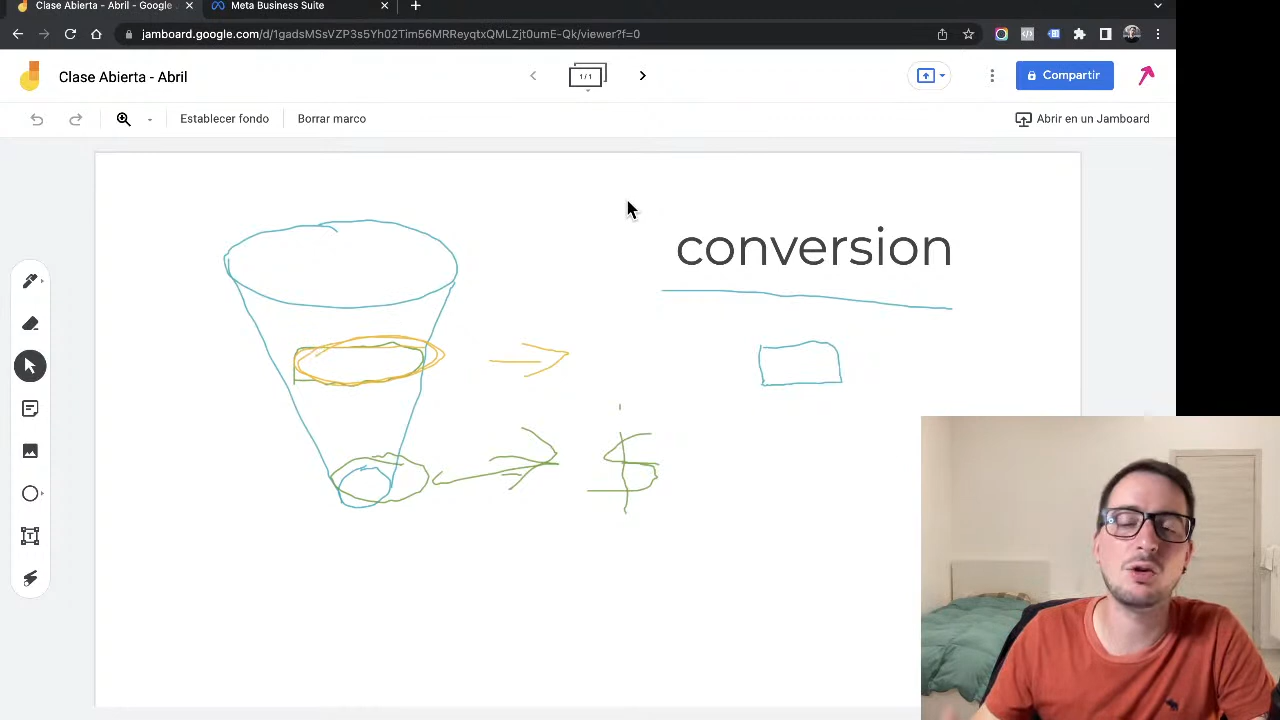 Clase Abierta - Abril - Google
Meta Business Suite
jamboard.google.com/d/1gadsMSsVZP3s5Yh02Tim56MRReyqtxQMLZjt0umE-Qk/viewer?f=0
Clase Abierta - Abril
1/1
Compartir
Establecer fondo
Borrar marco
Abrir en un Jamboard
conversion
$